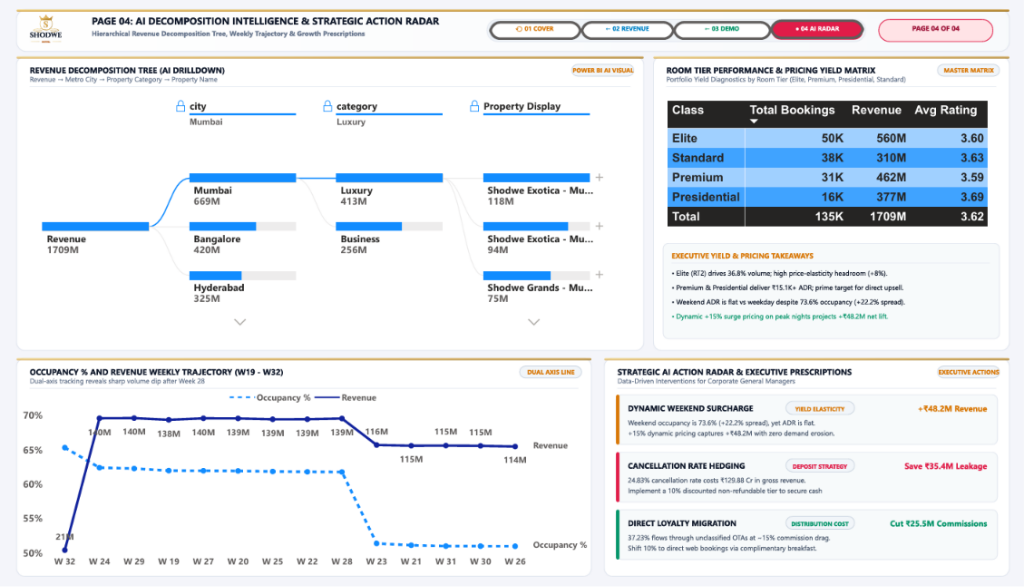 SHODWE
PAGE 04: AI DECOMPOSITION INTELLIGENCE & STRATEGIC ACTION RADAR
Hierarchical Revenue Decomposition Tree, Weekly Trajectory & Growth Prescriptions
01 COVER
← 02 REVENUE
← 03 DEMO
04 AI RADAR
PAGE 04 OF 04
REVENUE DECOMPOSITION TREE (AI DRILLDOWN)
Revenue → Metro City → Property Category → Property Name
POWER BI AI VISUAL
city
Mumbai
category
Luxury
Property Display
Revenue
1709M
Mumbai
669M
Bangalore
420M
Hyderabad
325M
Luxury
413M
Business
256M
Shodwe Exotica - Mu...
118M
Shodwe Exotica - Mu...
94M
Shodwe Grands - Mu...
75M
ROOM TIER PERFORMANCE & PRICING YIELD MATRIX
Portfolio Yield Diagnostics by Room Tier (Elite, Premium, Presidential, Standard)
MASTER MATRIX
Class Total Bookings Revenue Avg Rating
Elite 50K 560M 3.60
Standard 38K 310M 3.63
Premium 31K 462M 3.59
Presidential 16K 377M 3.69
Total 135K 1709M 3.62
EXECUTIVE YIELD & PRICING TAKEAWAYS
• Elite (RT2) drives 36.8% volume; high price-elasticity headroom (+8%).
• Premium & Presidential deliver ₹15.1K+ ADR; prime target for direct upsell.
• Weekend ADR is flat vs weekday despite 73.6% occupancy (+22.2% spread).
• Dynamic +15% surge pricing on peak nights projects +₹48.2M net lift.
OCCUPANCY % AND REVENUE WEEKLY TRAJECTORY (W19 - W32)
Dual-axis tracking reveals sharp volume dip after Week 28
DUAL AXIS LINE
Occupancy % Revenue
70%
65%
60%
55%
50%
21M
140M
140M
138M
140M
139M
139M
139M
139M
116M
115M
115M
115M
114M
Revenue
Occupancy %
W 32 W 24 W 29 W 19 W 27 W 20 W 25 W 22 W 28 W 23 W 21 W 31 W 30 W 26
STRATEGIC AI ACTION RADAR & EXECUTIVE PRESCRIPTIONS
Data-Driven Interventions for Corporate General Managers
EXECUTIVE ACTIONS
DYNAMIC WEEKEND SURCHARGE
YIELD ELASTICITY
+₹48.2M Revenue
Weekend occupancy is 73.6% (+22.2% spread), yet ADR is flat.
+15% dynamic pricing captures +₹48.2M with zero demand erosion.
CANCELLATION RATE HEDGING
DEPOSIT STRATEGY
Save ₹35.4M Leakage
24.83% cancellation rate costs ₹129.88 Cr in gross revenue.
Implement a 10% discounted non-refundable tier to secure cash
DIRECT LOYALTY MIGRATION
DISTRIBUTION COST
Cut ₹25.5M Commissions
37.23% flows through unclassified OTAs at ~15% commission drag.
Shift 10% to direct web bookings via complimentary breakfast.